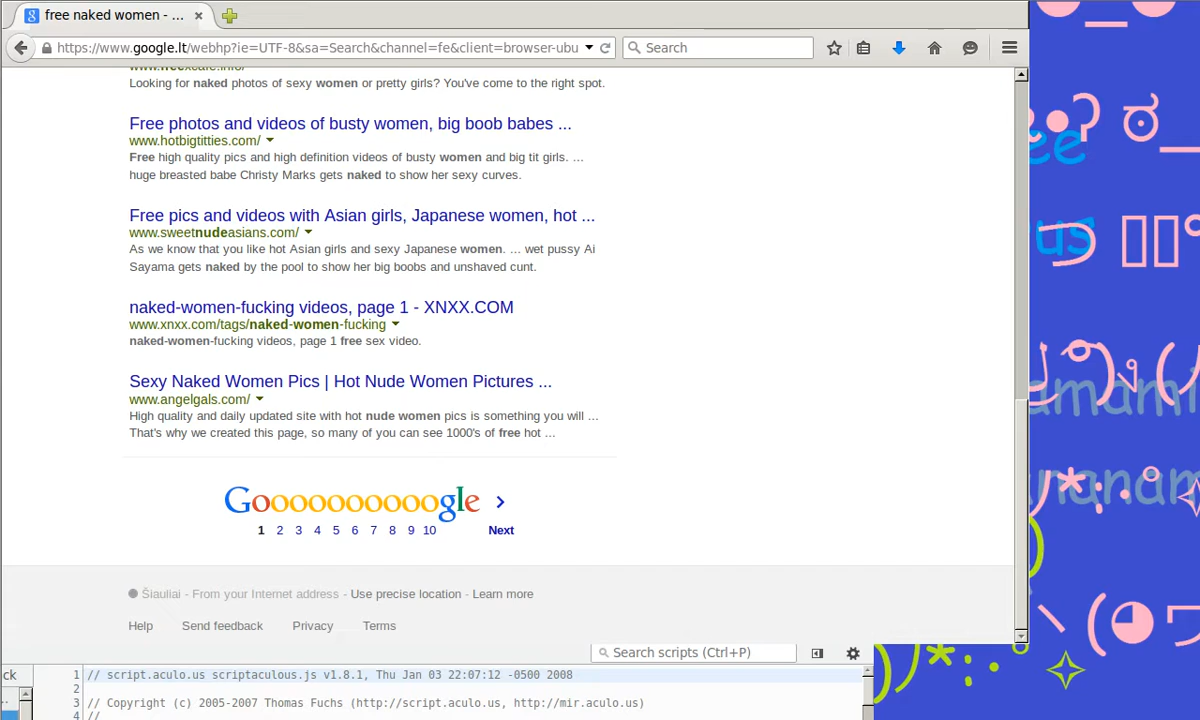 free naked women - ...
https://www.google.lt/webhp?ie=UTF-8&sa=Search&channel=fe&client=browser-ubu
Search
Looking for naked photos of sexy women or pretty girls? You've come to the right spot.
Free photos and videos of busty women, big boob babes ...
www.hotbigtitties.com/
Free high quality pics and high definition videos of busty women and big tit girls. ...
huge breasted babe Christy Marks gets naked to show her sexy curves.
Free pics and videos with Asian girls, Japanese women, hot ...
www.sweetnudeasians.com/
As we know that you like hot Asian girls and sexy Japanese women. ... wet pussy Ai
Sayama gets naked by the pool to show her big boobs and unshaved cunt.
naked-women-fucking videos, page 1 - XNXX.COM
www.xnxx.com/tags/naked-women-fucking
naked-women-fucking videos, page 1 free sex video.
Sexy Naked Women Pics | Hot Nude Women Pictures ...
www.angelgals.com/
High quality and daily updated site with hot nude women pics is something you will ...
That's why we created this page, so many of you can see 1000's of free hot ...
Goooooooooogle
1 2 3 4 5 6 7 8 9 10 Next
Šiauliai - From your Internet address - Use precise location - Learn more
Help Send feedback Privacy Terms
Search scripts (Ctrl+P)
1 // script.aculo.us scriptaculous.js v1.8.1, Thu Jan 03 22:07:12 -0500 2008
2
3 // Copyright (c) 2005-2007 Thomas Fuchs (http://script.aculo.us, http://mir.aculo.us)
4 //